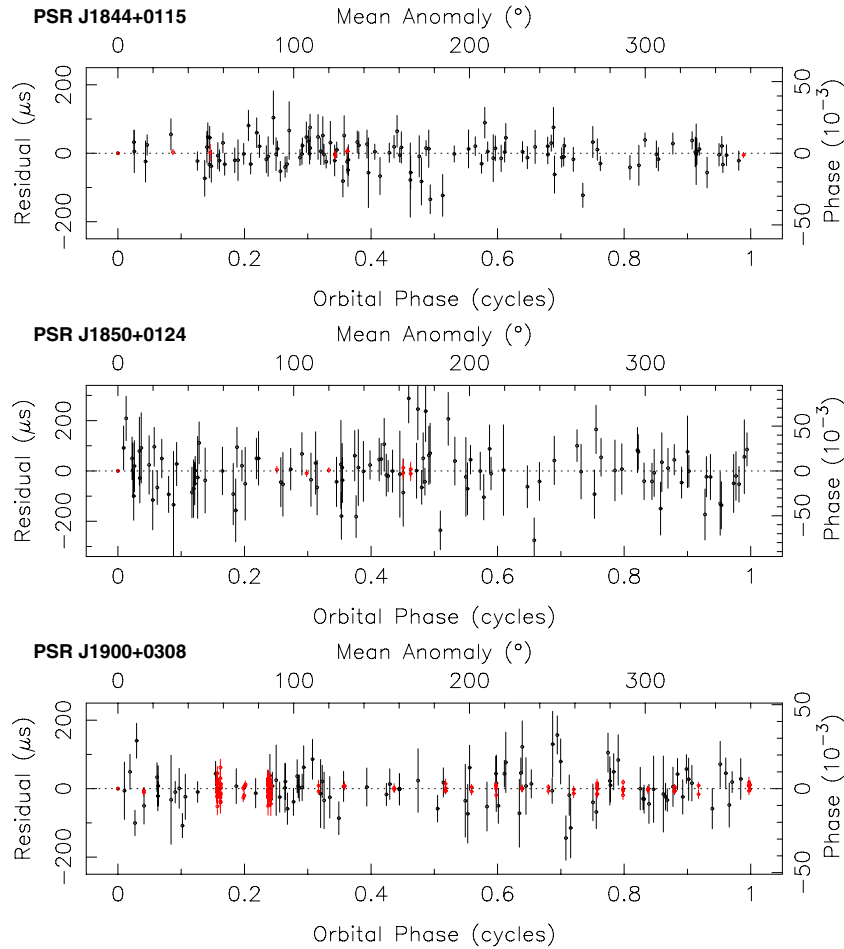 PSR J1844+0115
Mean Anomaly (°)
0 100 200 300
Residual (μs)
−200 0 200
−50 0 50
Phase (10⁻³)
0 0.2 0.4 0.6 0.8 1
Orbital Phase (cycles)
PSR J1850+0124
Mean Anomaly (°)
0 100 200 300
Residual (μs)
−200 0 200
−50 0 50
Phase (10⁻³)
0 0.2 0.4 0.6 0.8 1
Orbital Phase (cycles)
PSR J1900+0308
Mean Anomaly (°)
0 100 200 300
Residual (μs)
−200 0 200
−50 0 50
Phase (10⁻³)
0 0.2 0.4 0.6 0.8 1
Orbital Phase (cycles)